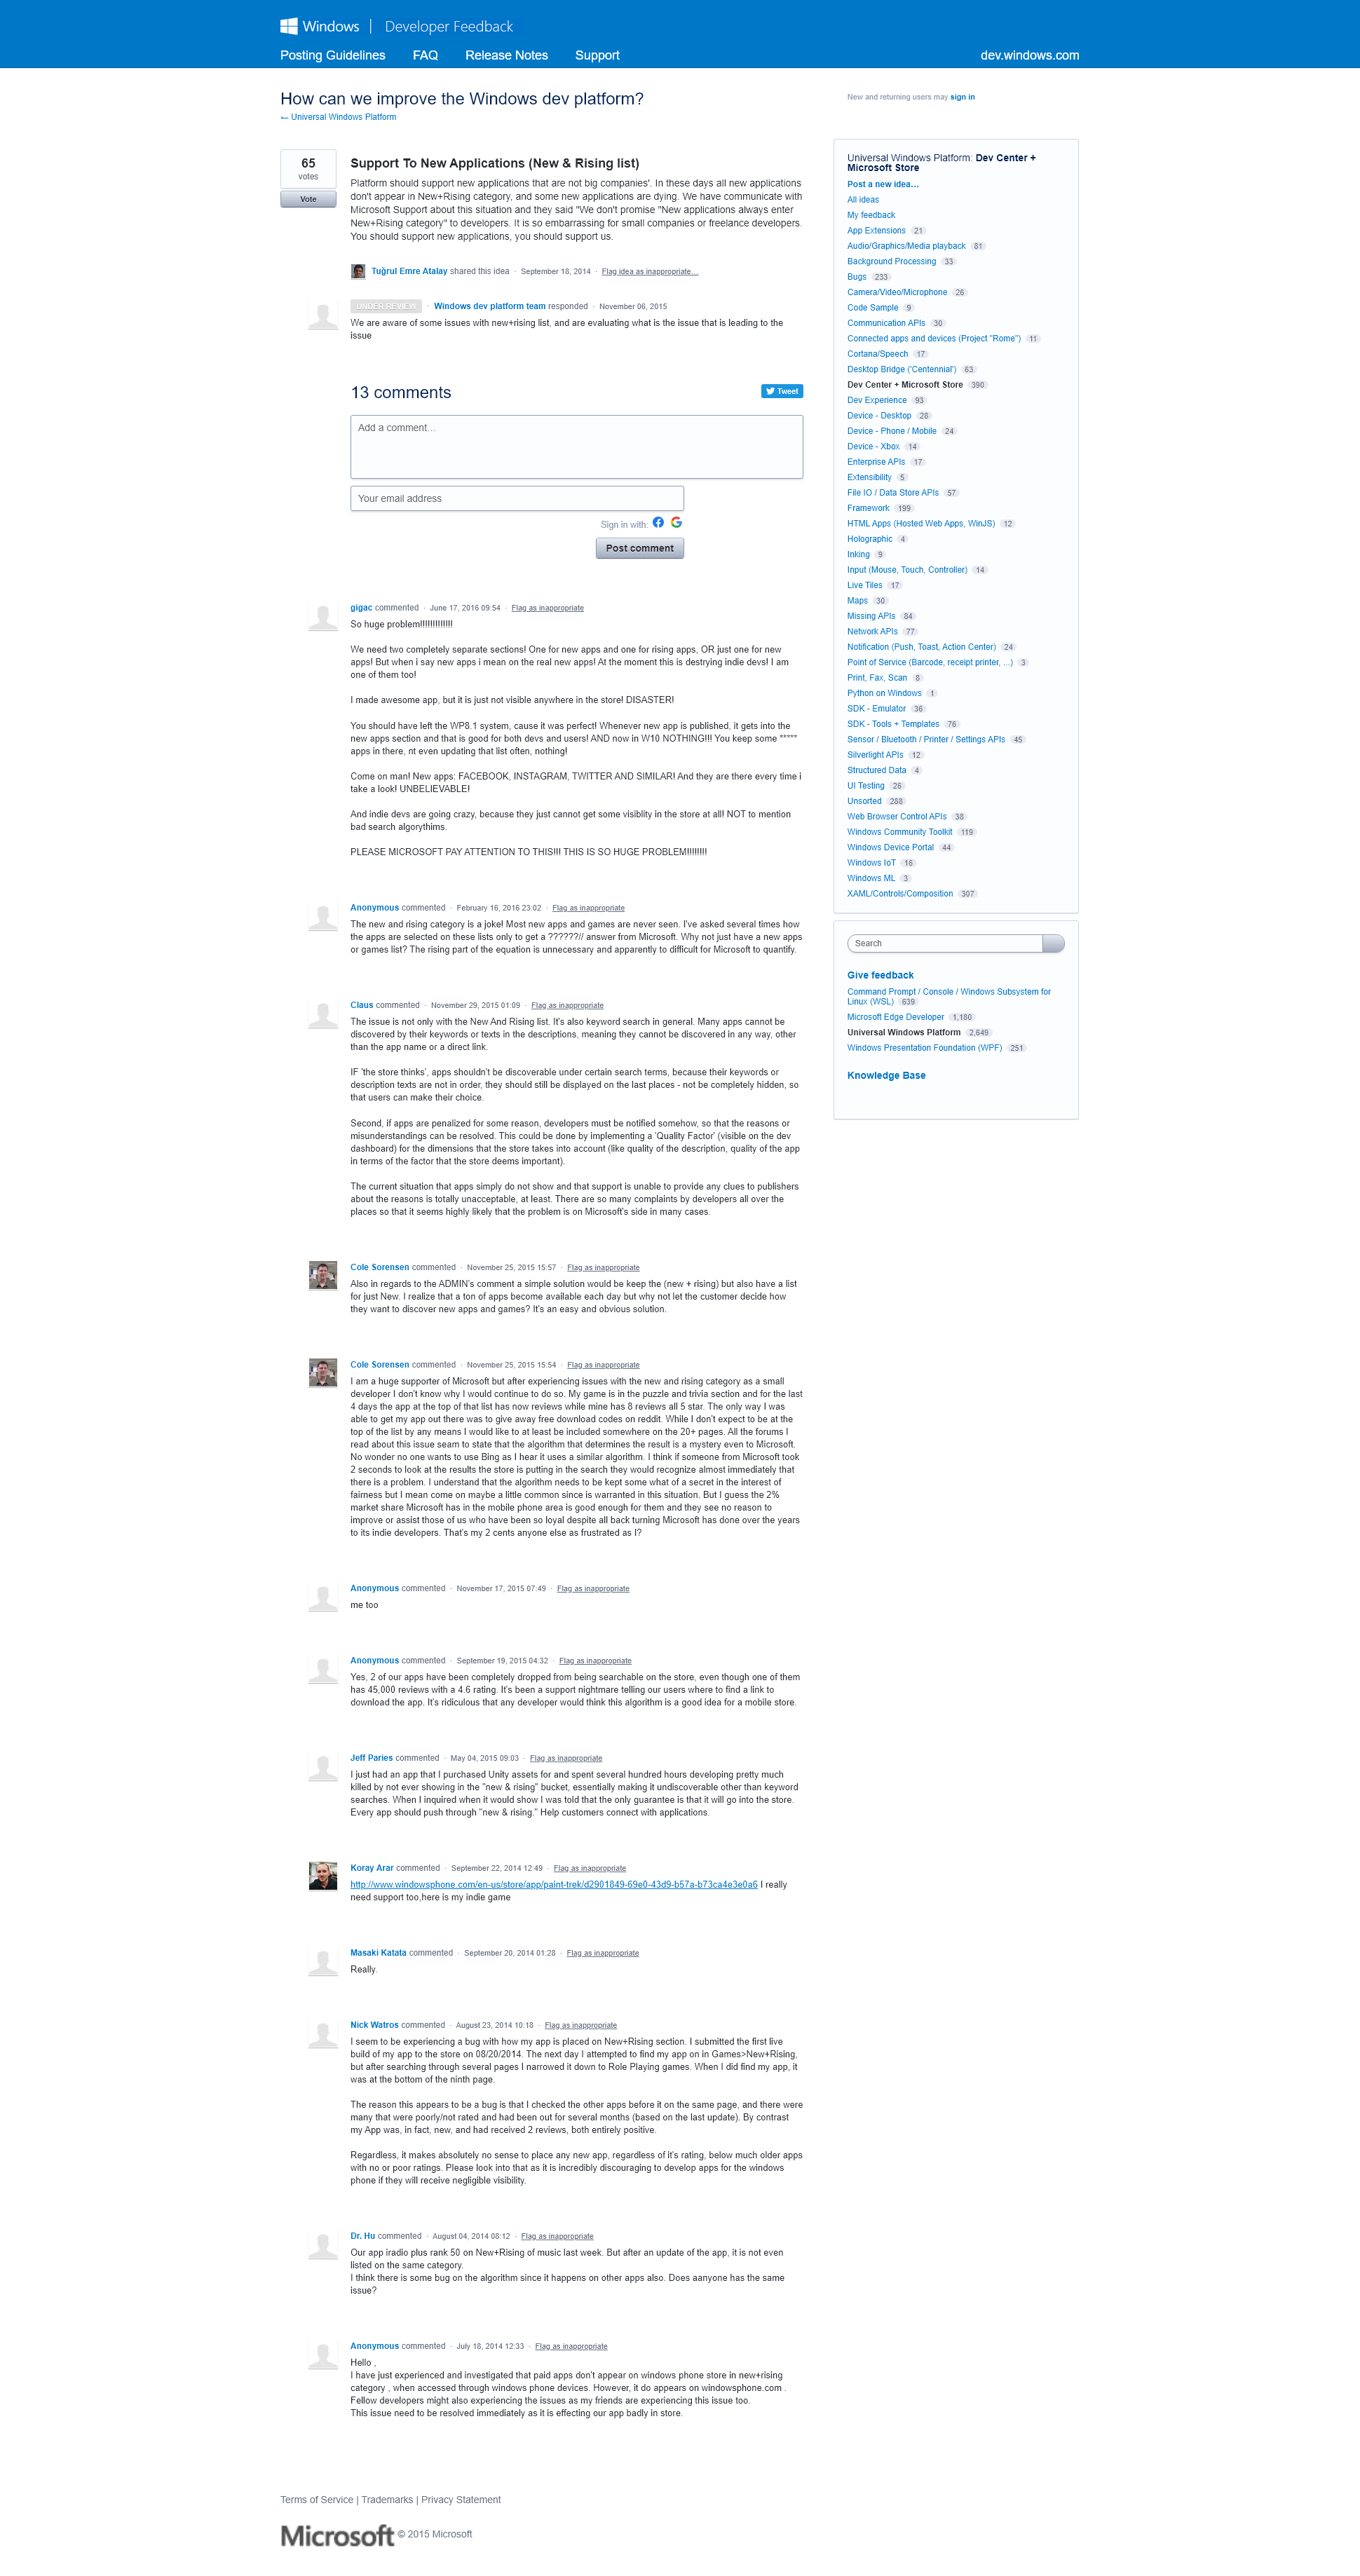 Windows | Developer Feedback
Posting Guidelines FAQ Release Notes Support dev.windows.com
How can we improve the Windows dev platform?
← Universal Windows Platform
New and returning users may sign in
65
votes
Vote
Support To New Applications (New & Rising list)
Platform should support new applications that are not big companies'. In these days all new applications
don't appear in New+Rising category, and some new applications are dying. We have communicate with
Microsoft Support about this situation and they said "We don't promise "New applications always enter
New+Rising category" to developers. It is so embarrassing for small companies or freelance developers.
You should support new applications, you should support us.
Tuğrul Emre Atalay shared this idea · September 18, 2014 · Flag idea as inappropriate…
UNDER REVIEW · Windows dev platform team responded · November 06, 2015
We are aware of some issues with new+rising list, and are evaluating what is the issue that is leading to the
issue
13 comments
Tweet
Add a comment…
Your email address
Sign in with:
Post comment
gigac commented · June 17, 2016 09:54 · Flag as inappropriate
So huge problem!!!!!!!!!!!!!
We need two completely separate sections! One for new apps and one for rising apps, OR just one for new
apps! But when i say new apps i mean on the real new apps! At the moment this is destrying indie devs! I am
one of them too!
I made awesome app, but it is just not visible anywhere in the store! DISASTER!
You should have left the WP8.1 system, cause it was perfect! Whenever new app is published, it gets into the
new apps section and that is good for both devs and users! AND now in W10 NOTHING!!! You keep some *****
apps in there, nt even updating that list often, nothing!
Come on man! New apps: FACEBOOK, INSTAGRAM, TWITTER AND SIMILAR! And they are there every time i
take a look! UNBELIEVABLE!
And indie devs are going crazy, because they just cannot get some visiblity in the store at all! NOT to mention
bad search algorythims.
PLEASE MICROSOFT PAY ATTENTION TO THIS!!! THIS IS SO HUGE PROBLEM!!!!!!!!
Anonymous commented · February 16, 2016 23:02 · Flag as inappropriate
The new and rising category is a joke! Most new apps and games are never seen. I've asked several times how
the apps are selected on these lists only to get a ??????// answer from Microsoft. Why not just have a new apps
or games list? The rising part of the equation is unnecessary and apparently to difficult for Microsoft to quantify.
Claus commented · November 29, 2015 01:09 · Flag as inappropriate
The issue is not only with the New And Rising list. It's also keyword search in general. Many apps cannot be
discovered by their keywords or texts in the descriptions, meaning they cannot be discovered in any way, other
than the app name or a direct link.
IF 'the store thinks', apps shouldn't be discoverable under certain search terms, because their keywords or
description texts are not in order, they should still be displayed on the last places - not be completely hidden, so
that users can make their choice.
Second, if apps are penalized for some reason, developers must be notified somehow, so that the reasons or
misunderstandings can be resolved. This could be done by implementing a 'Quality Factor' (visible on the dev
dashboard) for the dimensions that the store takes into account (like quality of the description, quality of the app
in terms of the factor that the store deems important).
The current situation that apps simply do not show and that support is unable to provide any clues to publishers
about the reasons is totally unacceptable, at least. There are so many complaints by developers all over the
places so that it seems highly likely that the problem is on Microsoft's side in many cases.
Cole Sorensen commented · November 25, 2015 15:57 · Flag as inappropriate
Also in regards to the ADMIN's comment a simple solution would be keep the (new + rising) but also have a list
for just New. I realize that a ton of apps become available each day but why not let the customer decide how
they want to discover new apps and games? It's an easy and obvious solution.
Cole Sorensen commented · November 25, 2015 15:54 · Flag as inappropriate
I am a huge supporter of Microsoft but after experiencing issues with the new and rising category as a small
developer I don't know why I would continue to do so. My game is in the puzzle and trivia section and for the last
4 days the app at the top of that list has now reviews while mine has 8 reviews all 5 star. The only way I was
able to get my app out there was to give away free download codes on reddit. While I don't expect to be at the
top of the list by any means I would like to at least be included somewhere on the 20+ pages. All the forums I
read about this issue seam to state that the algorithm that determines the result is a mystery even to Microsoft.
No wonder no one wants to use Bing as I hear it uses a similar algorithm. I think if someone from Microsoft took
2 seconds to look at the results the store is putting in the search they would recognize almost immediately that
there is a problem. I understand that the algorithm needs to be kept some what of a secret in the interest of
fairness but I mean come on maybe a little common since is warranted in this situation. But I guess the 2%
market share Microsoft has in the mobile phone area is good enough for them and they see no reason to
improve or assist those of us who have been so loyal despite all back turning Microsoft has done over the years
to its indie developers. That's my 2 cents anyone else as frustrated as I?
Anonymous commented · November 17, 2015 07:49 · Flag as inappropriate
me too
Anonymous commented · September 19, 2015 04:32 · Flag as inappropriate
Yes, 2 of our apps have been completely dropped from being searchable on the store, even though one of them
has 45,000 reviews with a 4.6 rating. It's been a support nightmare telling our users where to find a link to
download the app. It's ridiculous that any developer would think this algorithm is a good idea for a mobile store.
Jeff Paries commented · May 04, 2015 09:03 · Flag as inappropriate
I just had an app that I purchased Unity assets for and spent several hundred hours developing pretty much
killed by not ever showing in the "new & rising" bucket, essentially making it undiscoverable other than keyword
searches. When I inquired when it would show I was told that the only guarantee is that it will go into the store.
Every app should push through "new & rising." Help customers connect with applications.
Koray Arar commented · September 22, 2014 12:49 · Flag as inappropriate
http://www.windowsphone.com/en-us/store/app/paint-trek/d2901849-69e0-43d9-b57a-b73ca4e3e0a6 I really
need support too,here is my indie game
Masaki Katata commented · September 20, 2014 01:28 · Flag as inappropriate
Really.
Nick Watros commented · August 23, 2014 10:18 · Flag as inappropriate
I seem to be experiencing a bug with how my app is placed on New+Rising section. I submitted the first live
build of my app to the store on 08/20/2014. The next day I attempted to find my app on in Games>New+Rising,
but after searching through several pages I narrowed it down to Role Playing games. When I did find my app, it
was at the bottom of the ninth page.
The reason this appears to be a bug is that I checked the other apps before it on the same page, and there were
many that were poorly/not rated and had been out for several months (based on the last update). By contrast
my App was, in fact, new, and had received 2 reviews, both entirely positive.
Regardless, it makes absolutely no sense to place any new app, regardless of it's rating, below much older apps
with no or poor ratings. Please look into that as it is incredibly discouraging to develop apps for the windows
phone if they will receive negligible visibility.
Dr. Hu commented · August 04, 2014 08:12 · Flag as inappropriate
Our app iradio plus rank 50 on New+Rising of music last week. But after an update of the app, it is not even
listed on the same category.
I think there is some bug on the algorithm since it happens on other apps also. Does aanyone has the same
issue?
Anonymous commented · July 18, 2014 12:33 · Flag as inappropriate
Hello ,
I have just experienced and investigated that paid apps don't appear on windows phone store in new+rising
category , when accessed through windows phone devices. However, it do appears on windowsphone.com .
Fellow developers might also experiencing the issues as my friends are experiencing this issue too.
This issue need to be resolved immediately as it is effecting our app badly in store.
Universal Windows Platform: Dev Center +
Microsoft Store
Post a new idea…
All ideas
My feedback
App Extensions 21
Audio/Graphics/Media playback 81
Background Processing 33
Bugs 233
Camera/Video/Microphone 26
Code Sample 9
Communication APIs 30
Connected apps and devices (Project "Rome") 11
Cortana/Speech 17
Desktop Bridge ('Centennial') 63
Dev Center + Microsoft Store 390
Dev Experience 93
Device - Desktop 28
Device - Phone / Mobile 24
Device - Xbox 14
Enterprise APIs 17
Extensibility 5
File IO / Data Store APIs 57
Framework 199
HTML Apps (Hosted Web Apps, WinJS) 12
Holographic 4
Inking 9
Input (Mouse, Touch, Controller) 14
Live Tiles 17
Maps 30
Missing APIs 84
Network APIs 77
Notification (Push, Toast, Action Center) 24
Point of Service (Barcode, receipt printer, ...) 3
Print, Fax, Scan 8
Python on Windows 1
SDK - Emulator 36
SDK - Tools + Templates 76
Sensor / Bluetooth / Printer / Settings APIs 45
Silverlight APIs 12
Structured Data 4
UI Testing 26
Unsorted 288
Web Browser Control APIs 38
Windows Community Toolkit 119
Windows Device Portal 44
Windows IoT 16
Windows ML 3
XAML/Controls/Composition 307
Search
Give feedback
Command Prompt / Console / Windows Subsystem for
Linux (WSL) 639
Microsoft Edge Developer 1,180
Universal Windows Platform 2,649
Windows Presentation Foundation (WPF) 251
Knowledge Base
Terms of Service | Trademarks | Privacy Statement
Microsoft © 2015 Microsoft